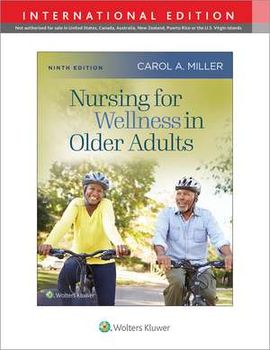 INTERNATIONAL EDITION
Not authorised for sale in United States, Canada, Australia, New Zealand, Puerto Rico or the U.S. Virgin Islands.
NINTH EDITION
CAROL A. MILLER
Nursing for
Wellness in
Older Adults
Wolters Kluwer
Wolters Kluwer